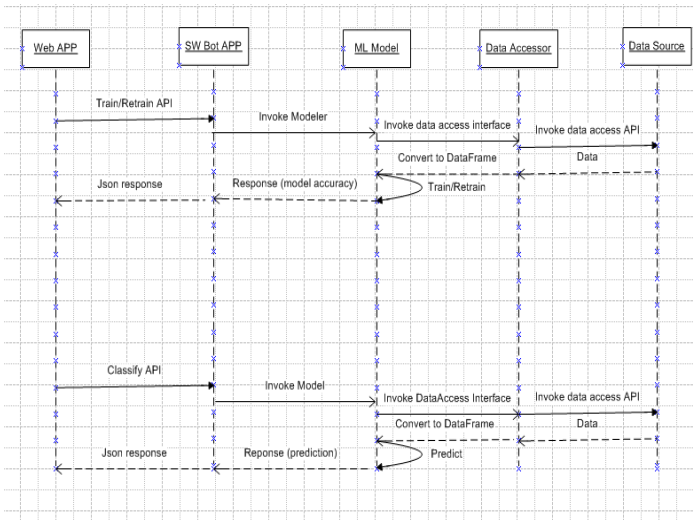 Web APP
SW Bot APP
ML Model
Data Accessor
Data Source
Train/Retrain API
Invoke Modeler
Invoke data access interface
Invoke data access API
Convert to DataFrame
Data
Json response
Response (model accuracy)
Train/Retrain
Classify API
Invoke Model
Invoke DataAccess Interface
Invoke data access API
Convert to DataFrame
Data
Json response
Reponse (prediction)
Predict